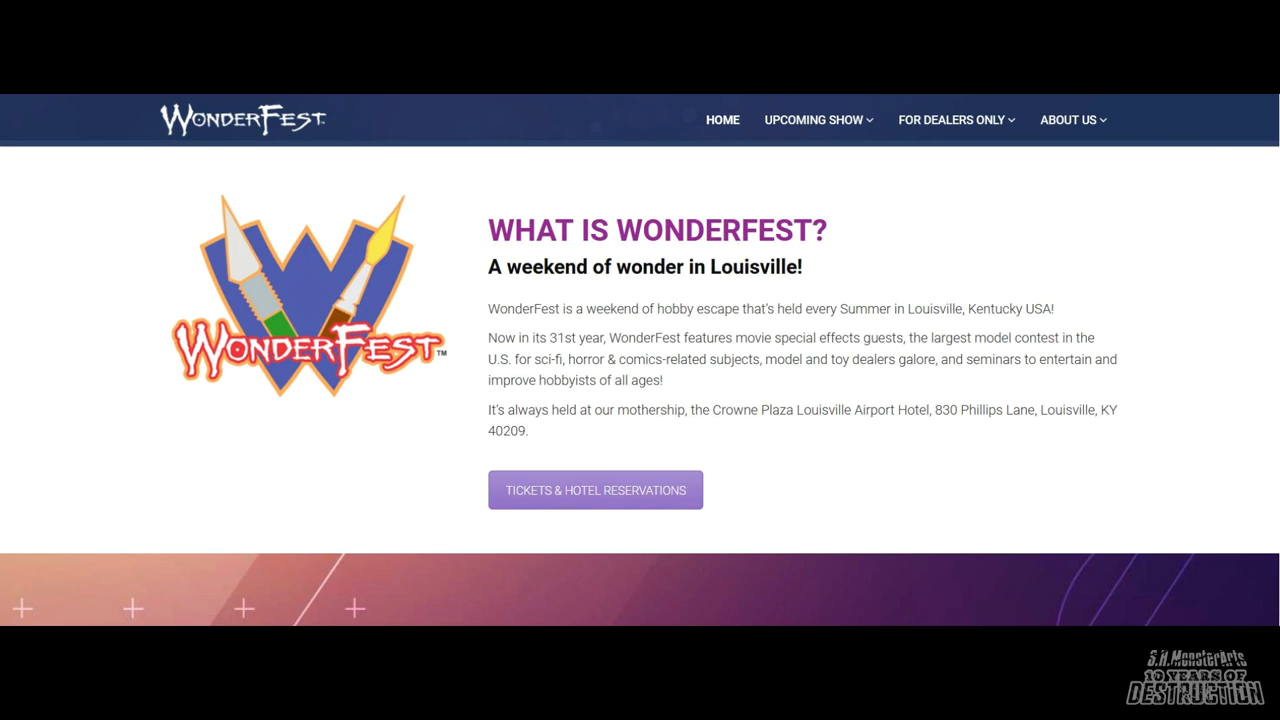 WONDERFEST
HOME UPCOMING SHOW FOR DEALERS ONLY ABOUT US
WONDERFEST™
WHAT IS WONDERFEST?
A weekend of wonder in Louisville!
WonderFest is a weekend of hobby escape that's held every Summer in Louisville, Kentucky USA!
Now in its 31st year, WonderFest features movie special effects guests, the largest model contest in the
U.S. for sci-fi, horror & comics-related subjects, model and toy dealers galore, and seminars to entertain and
improve hobbyists of all ages!
It's always held at our mothership, the Crowne Plaza Louisville Airport Hotel, 830 Phillips Lane, Louisville, KY
40209.
TICKETS & HOTEL RESERVATIONS
S.H.MonsterArts
10 YEARS OF
DESTRUCTION